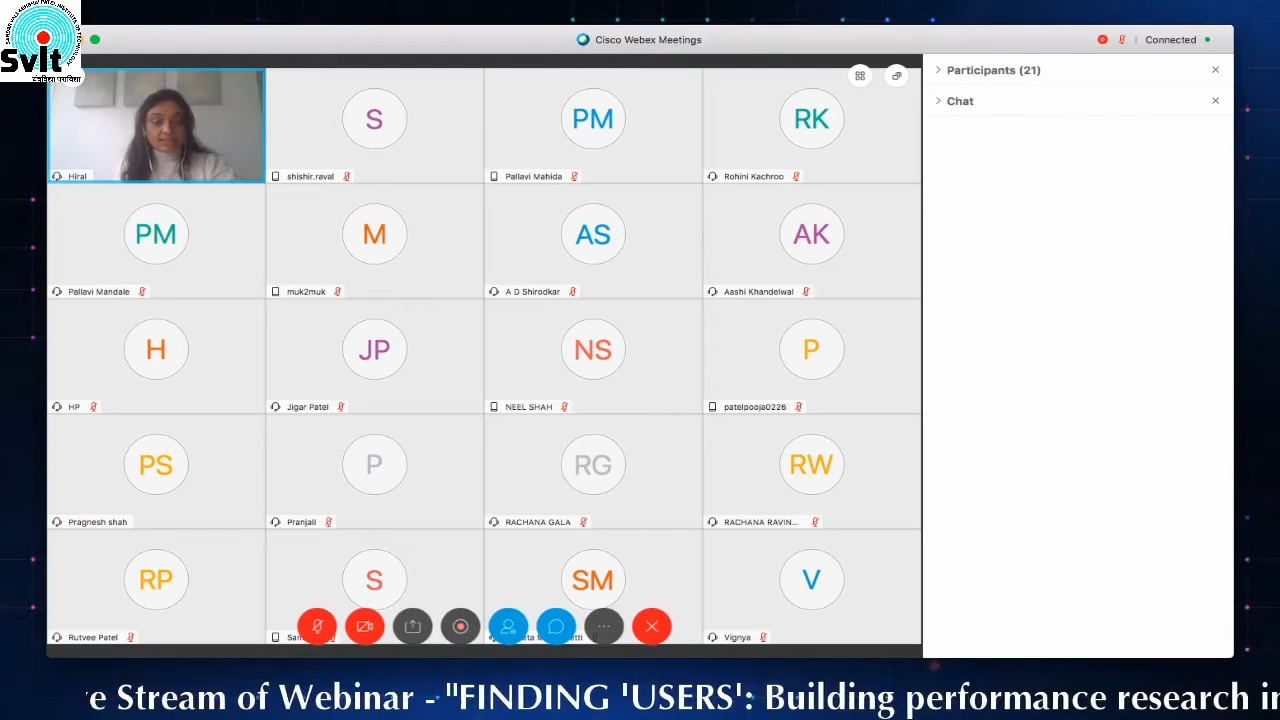 Svit
Cisco Webex Meetings
Connected
Participants (21)
Chat
Hiral
S
shishir.raval
PM
Pallavi Mahida
RK
Rohini Kachroo
PM
Pallavi Mandale
M
muk2muk
AS
A D Shirodkar
AK
Aashi Khandelwal
H
HP
JP
Jigar Patel
NS
NEEL SHAH
P
patelpooja0226
PS
Pragnesh shah
P
Pranjali
RG
RACHANA GALA
RW
RACHANA RAVIN...
RP
Rutvee Patel
S
San
SM
V
Vignya
ve Stream of Webinar - "FINDING 'USERS': Building performance research in